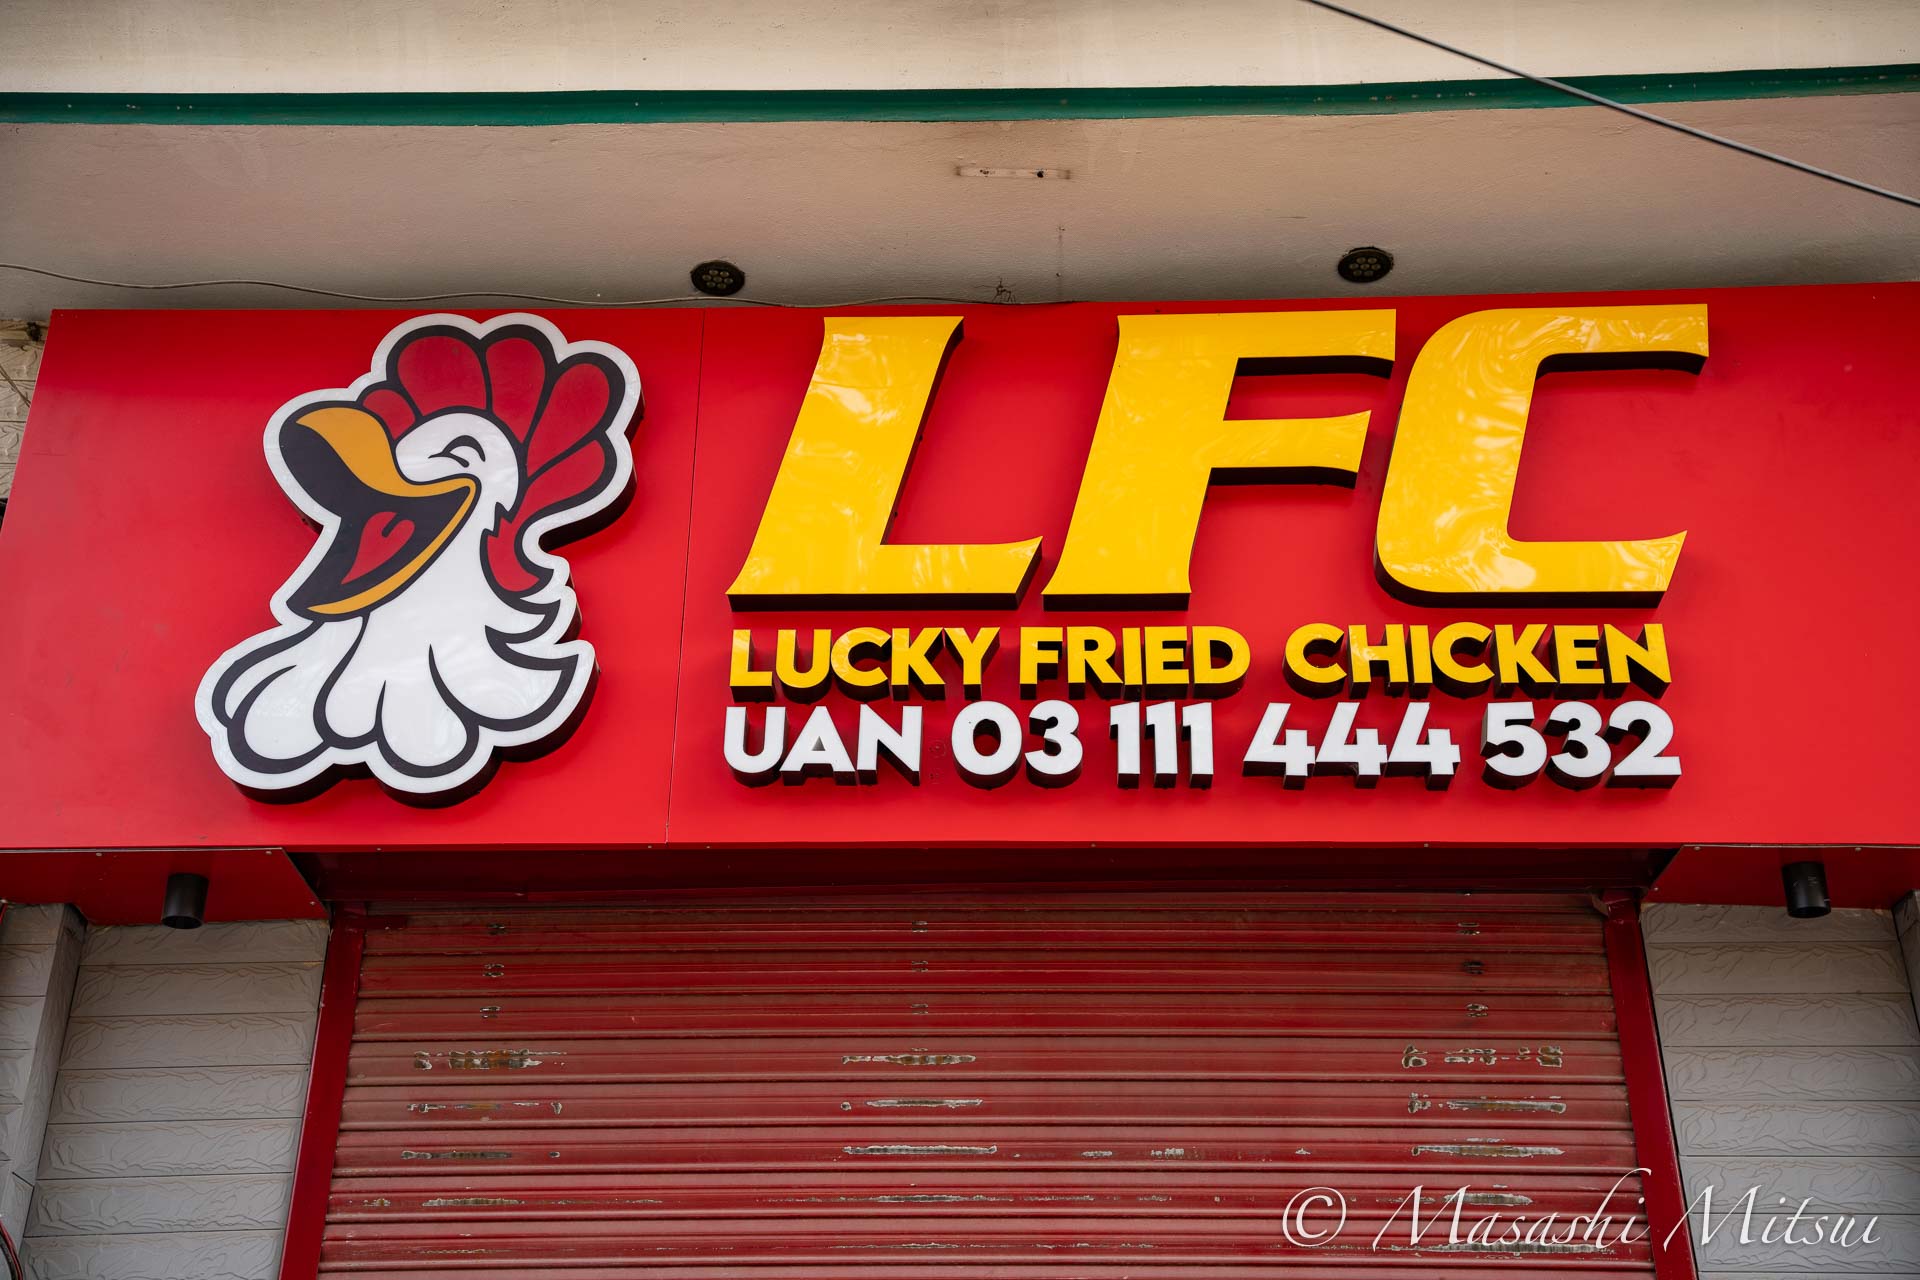 LFC
LUCKY FRIED CHICKEN
UAN 03 111 444 532
© Masashi Mitsui